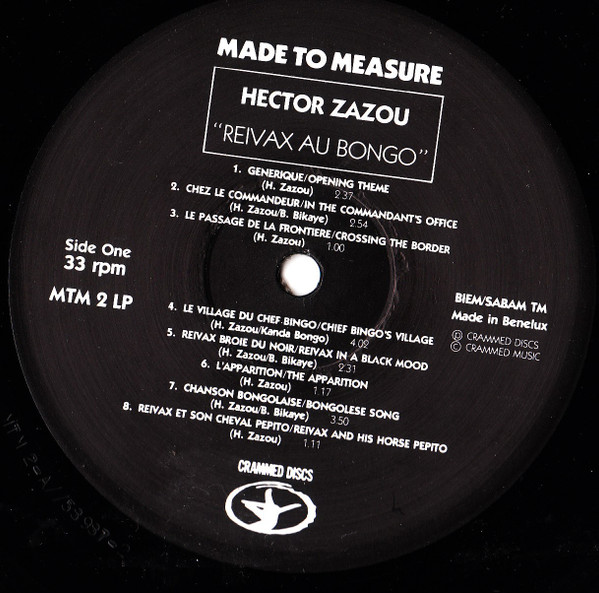 MADE TO MEASURE
HECTOR ZAZOU
"REIVAX AU BONGO"
1. GENERIQUE/OPENING THEME
(H. Zazou) 2.37
2. CHEZ LE COMMANDEUR/IN THE COMMANDANT'S OFFICE
(H. Zazou/B. Bikaye) 2.54
3. LE PASSAGE DE LA FRONTIERE/CROSSING THE BORDER
(H. Zazou) 1.00
Side One
33 rpm
MTM 2 LP
BIEM/SABAM TM
Made in Benelux
Ⓟ CRAMMED DISCS
© CRAMMED MUSIC
4. LE VILLAGE DU CHEF BINGO/CHIEF BINGO'S VILLAGE
(H. Zazou/Kanda Bongo) 4.02
5. REIVAX BROIE DU NOIR/REIVAX IN A BLACK MOOD
(H. Zazou/B. Bikaye) 2.31
6. L'APPARITION/THE APPARITION
(H. Zazou) 1.17
7. CHANSON BONGOLAISE/BONGOLESE SONG
(H. Zazou/B. Bikaye) 3.50
8. REIVAX ET SON CHEVAL PEPITO/REIVAX AND HIS HORSE PEPITO
(H. Zazou) 1.11
CRAMMED DISCS